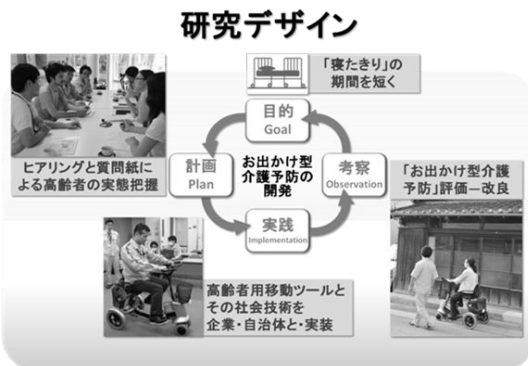 研究デザイン
「寝たきり」の
期間を短く
目的
Goal
ヒアリングと質問紙に
よる高齢者の実態把握
計画
Plan
お出かけ型
介護予防の
開発
考察
Observation
「お出かけ型介護
予防」評価―改良
実践
Implementation
高齢者用移動ツールと
その社会技術を
企業・自治体と・実装